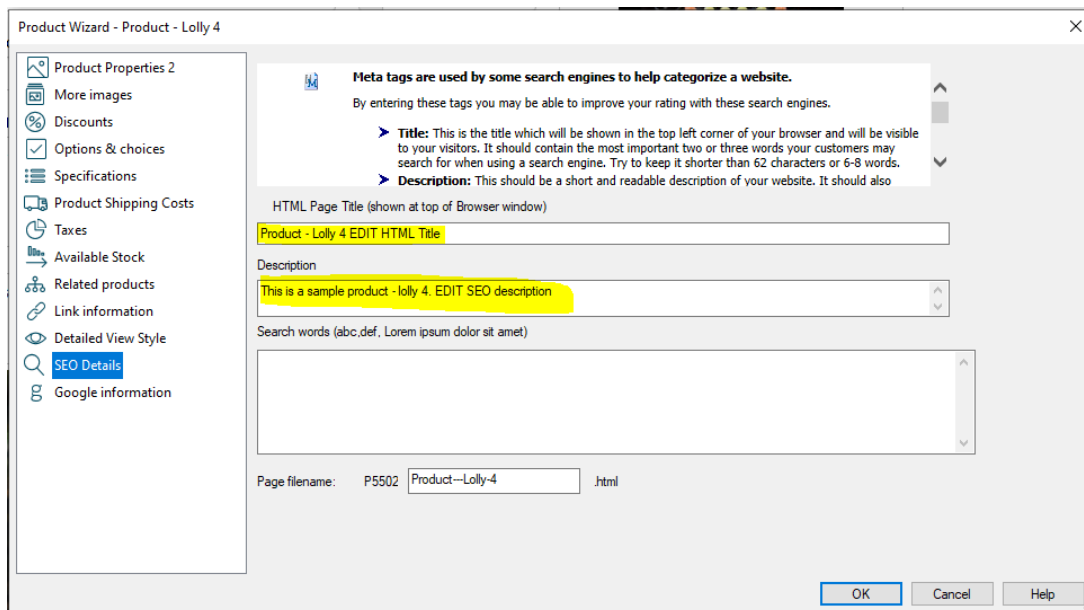 Product Wizard - Product - Lolly 4
Product Properties 2
More images
Discounts
Options & choices
Specifications
Product Shipping Costs
Taxes
Available Stock
Related products
Link information
Detailed View Style
SEO Details
Google information
Meta tags are used by some search engines to help categorize a website.
By entering these tags you may be able to improve your rating with these search engines.
Title: This is the title which will be shown in the top left corner of your browser and will be visible
to your visitors. It should contain the most important two or three words your customers may
search for when using a search engine. Try to keep it shorter than 62 characters or 6-8 words.
Description: This should be a short and readable description of your website. It should also
HTML Page Title (shown at top of Browser window)
Product - Lolly 4 EDIT HTML Title
Description
This is a sample product - lolly 4. EDIT SEO description
Search words (abc,def, Lorem ipsum dolor sit amet)
Page filename: P5502 Product---Lolly-4 .html
OK Cancel Help